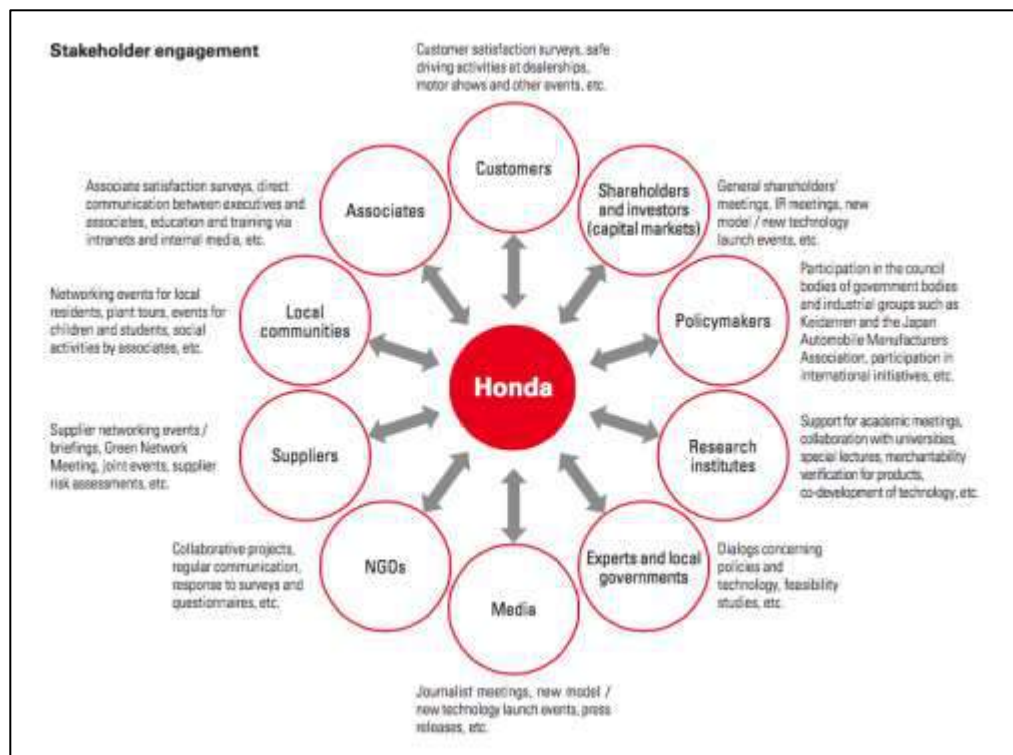 Stakeholder engagement
Customer satisfaction surveys, safe
driving activities at dealerships,
motor shows and other events, etc.
Customers
Shareholders
and investors
(capital markets)
General shareholders'
meetings, IR meetings, new
model / new technology
launch events, etc.
Policymakers
Participation in the council
bodies of government bodies
and industrial groups such as
Keidanren and the Japan
Automobile Manufacturers
Association, participation in
international initiatives, etc.
Research
institutes
Support for academic meetings,
collaboration with universities,
special lectures, merchantability
verification for products,
co-development of technology, etc.
Experts and local
governments
Dialogs concerning
policies and
technology, feasibility
studies, etc.
Media
Journalist meetings, new model /
new technology launch events, press
releases, etc.
NGOs
Collaborative projects,
regular communication,
response to surveys and
questionnaires, etc.
Suppliers
Supplier networking events /
briefings, Green Network
Meeting, joint events, supplier
risk assessments, etc.
Local
communities
Networking events for local
residents, plant tours, events for
children and students, social
activities by associates, etc.
Associates
Associate satisfaction surveys, direct
communication between executives and
associates, education and training via
intranets and internal media, etc.
Honda